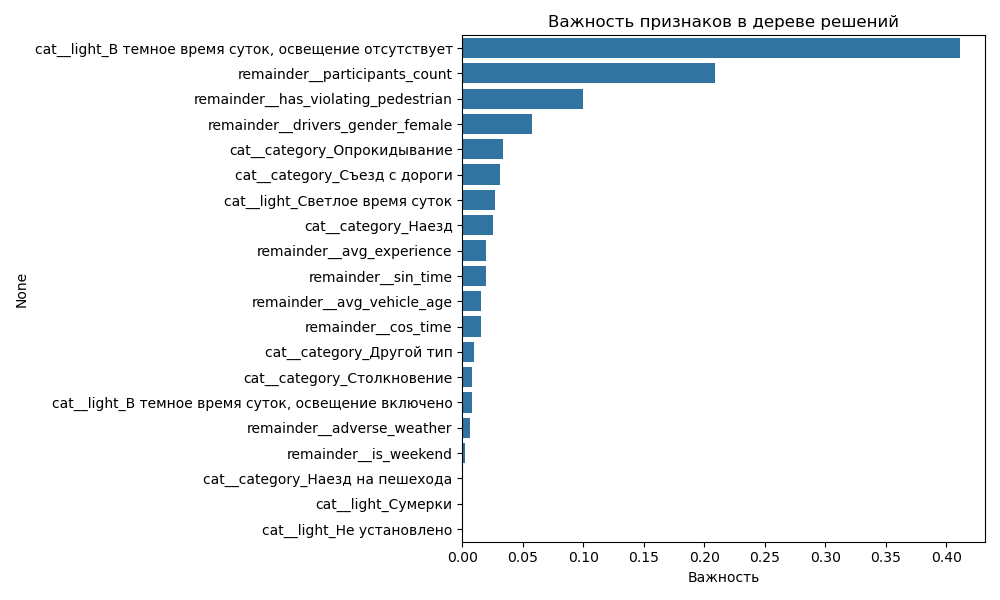 Важность признаков в дереве решений
cat__light_В темное время суток, освещение отсутствует
remainder__participants_count
remainder__has_violating_pedestrian
remainder__drivers_gender_female
cat__category_Опрокидывание
cat__category_Съезд с дороги
cat__light_Светлое время суток
cat__category_Наезд
remainder__avg_experience
remainder__sin_time
remainder__avg_vehicle_age
remainder__cos_time
cat__category_Другой тип
cat__category_Столкновение
cat__light_В темное время суток, освещение включено
remainder__adverse_weather
remainder__is_weekend
cat__category_Наезд на пешехода
cat__light_Сумерки
cat__light_Не установлено
None
0.00 0.05 0.10 0.15 0.20 0.25 0.30 0.35 0.40
Важность